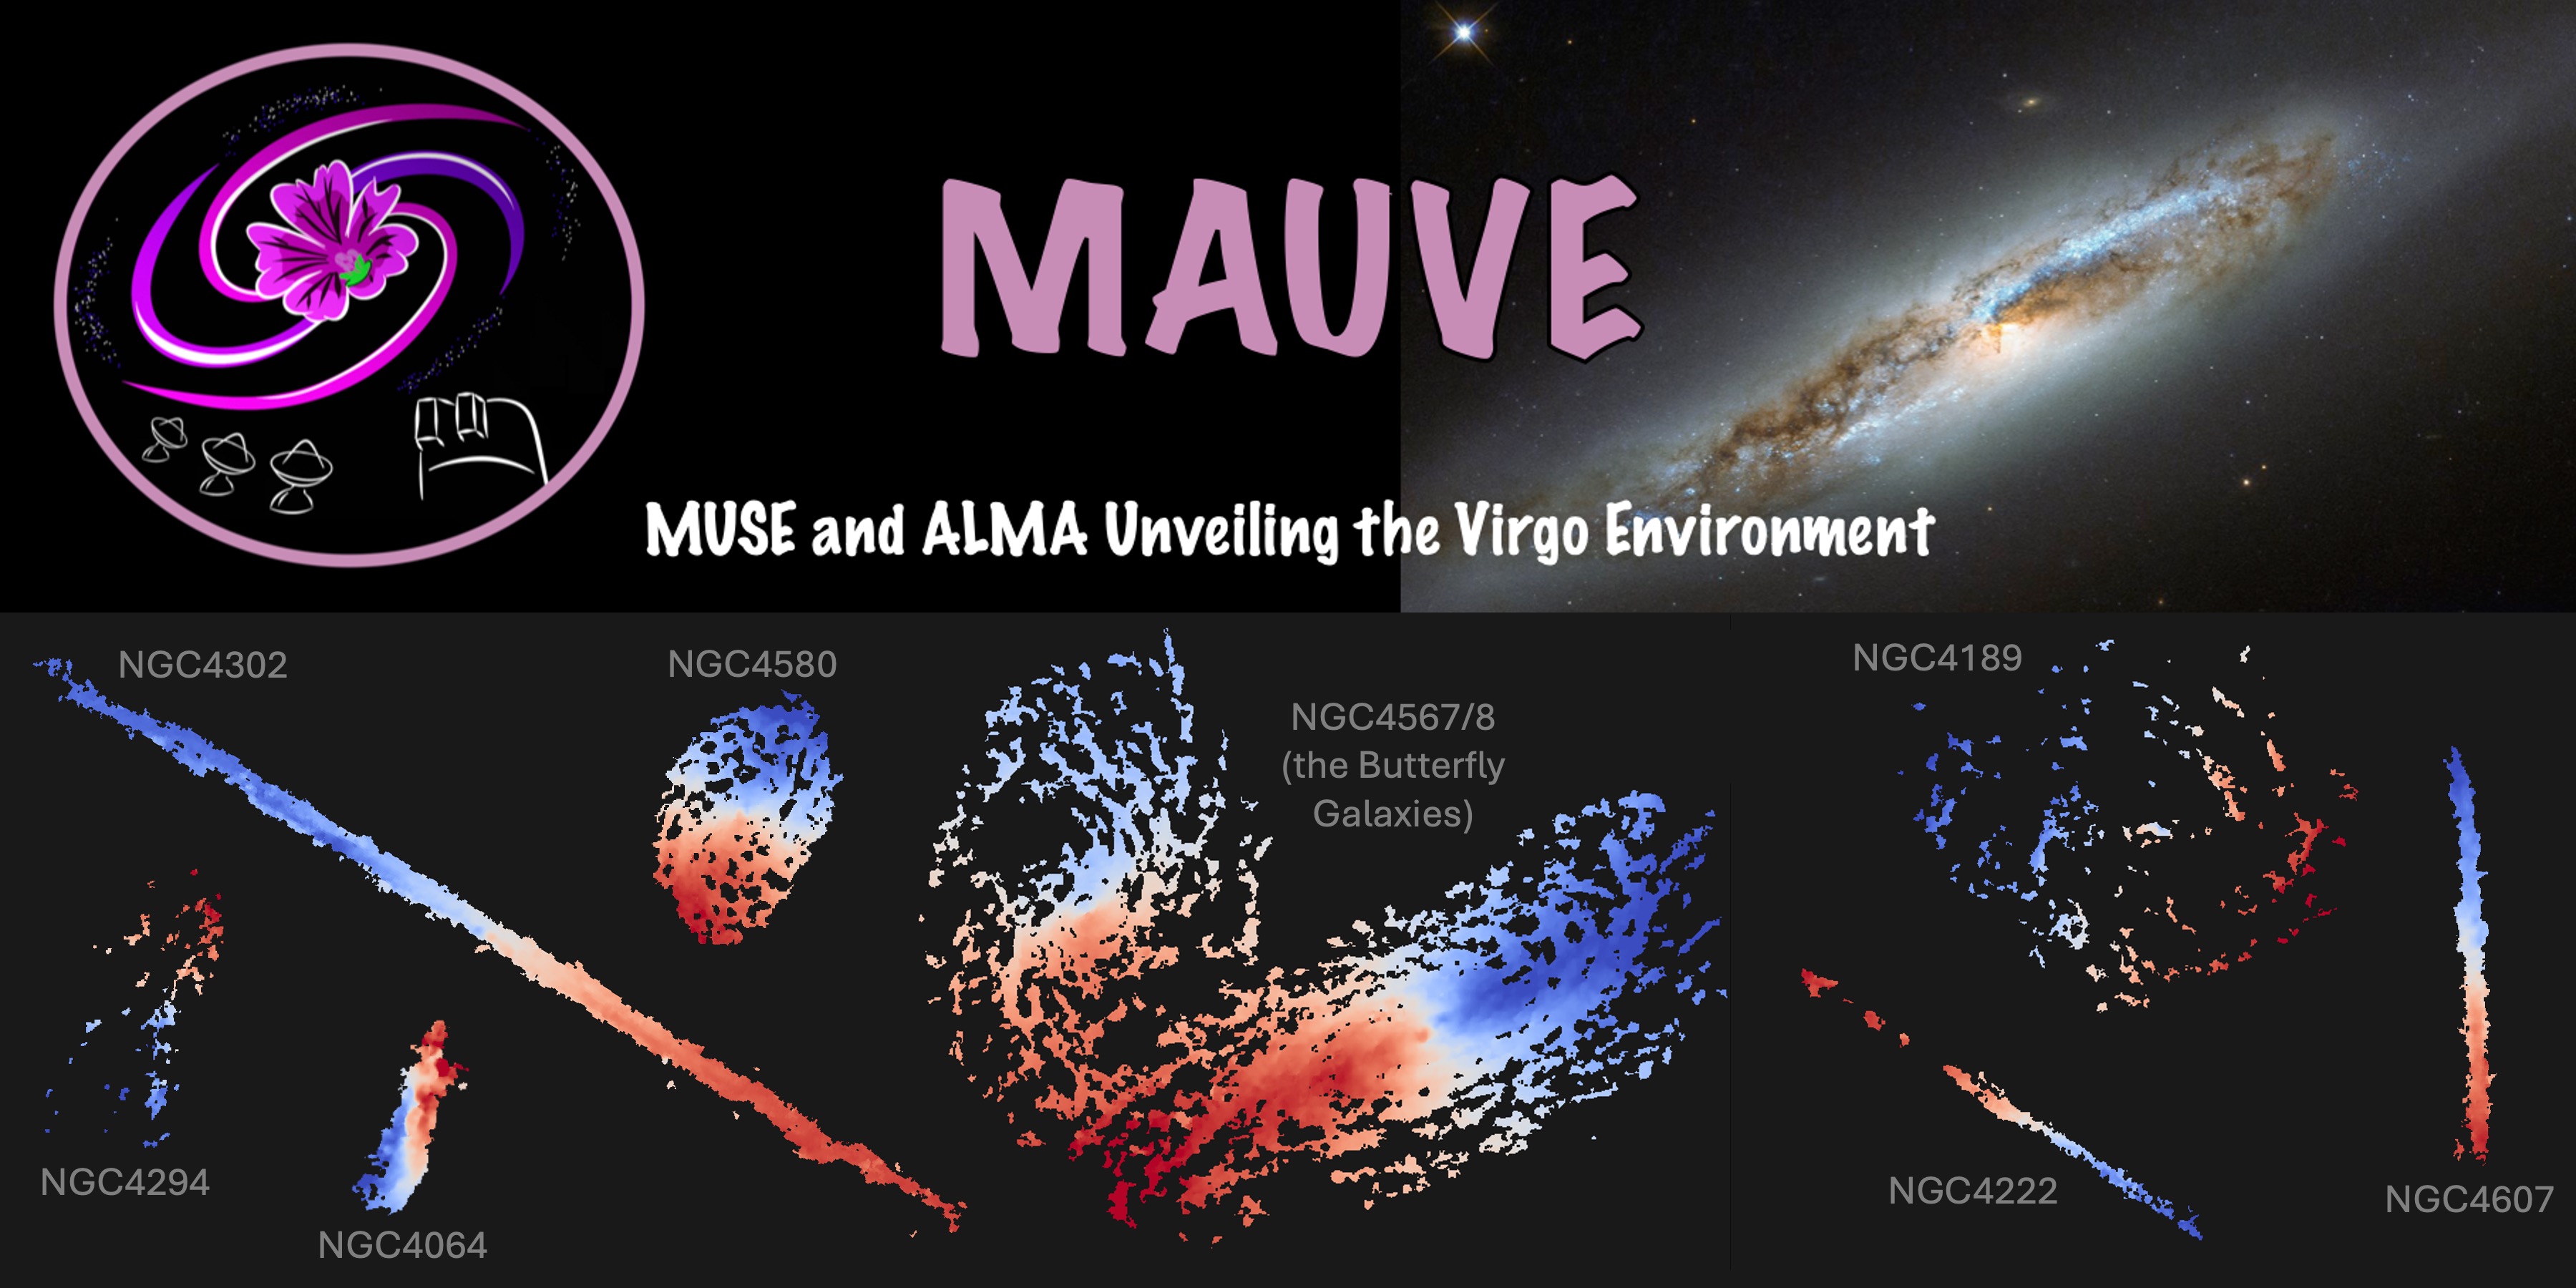 MAUVE
MUSE and ALMA Unveiling the Virgo Environment
NGC4302
NGC4580
NGC4567/8
(the Butterfly
Galaxies)
NGC4189
NGC4294
NGC4064
NGC4222
NGC4607